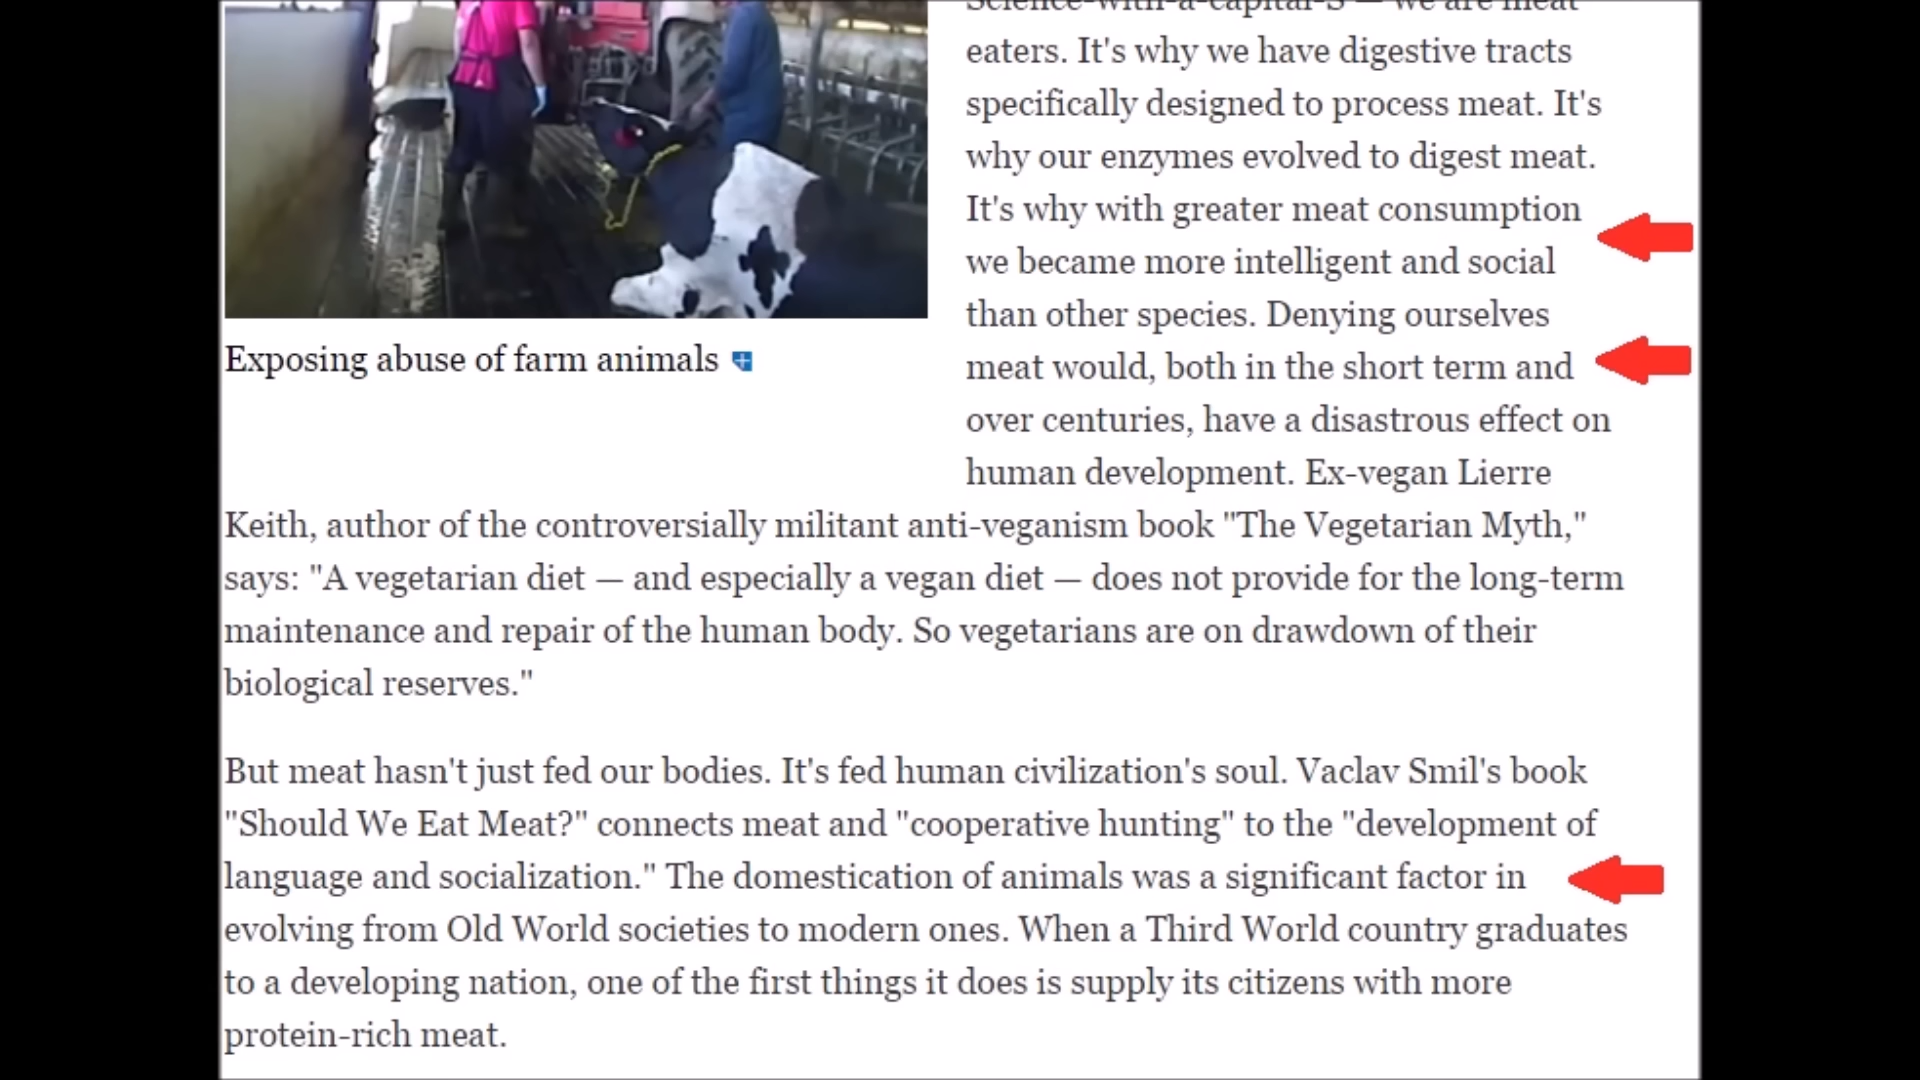 Science-with-a-capital-S — we are meat
eaters. It's why we have digestive tracts
specifically designed to process meat. It's
why our enzymes evolved to digest meat.
It's why with greater meat consumption
we became more intelligent and social
than other species. Denying ourselves
meat would, both in the short term and
over centuries, have a disastrous effect on
human development. Ex-vegan Lierre
Exposing abuse of farm animals
Keith, author of the controversially militant anti-veganism book "The Vegetarian Myth,"
says: "A vegetarian diet — and especially a vegan diet — does not provide for the long-term
maintenance and repair of the human body. So vegetarians are on drawdown of their
biological reserves."
But meat hasn't just fed our bodies. It's fed human civilization's soul. Vaclav Smil's book
"Should We Eat Meat?" connects meat and "cooperative hunting" to the "development of
language and socialization." The domestication of animals was a significant factor in
evolving from Old World societies to modern ones. When a Third World country graduates
to a developing nation, one of the first things it does is supply its citizens with more
protein-rich meat.